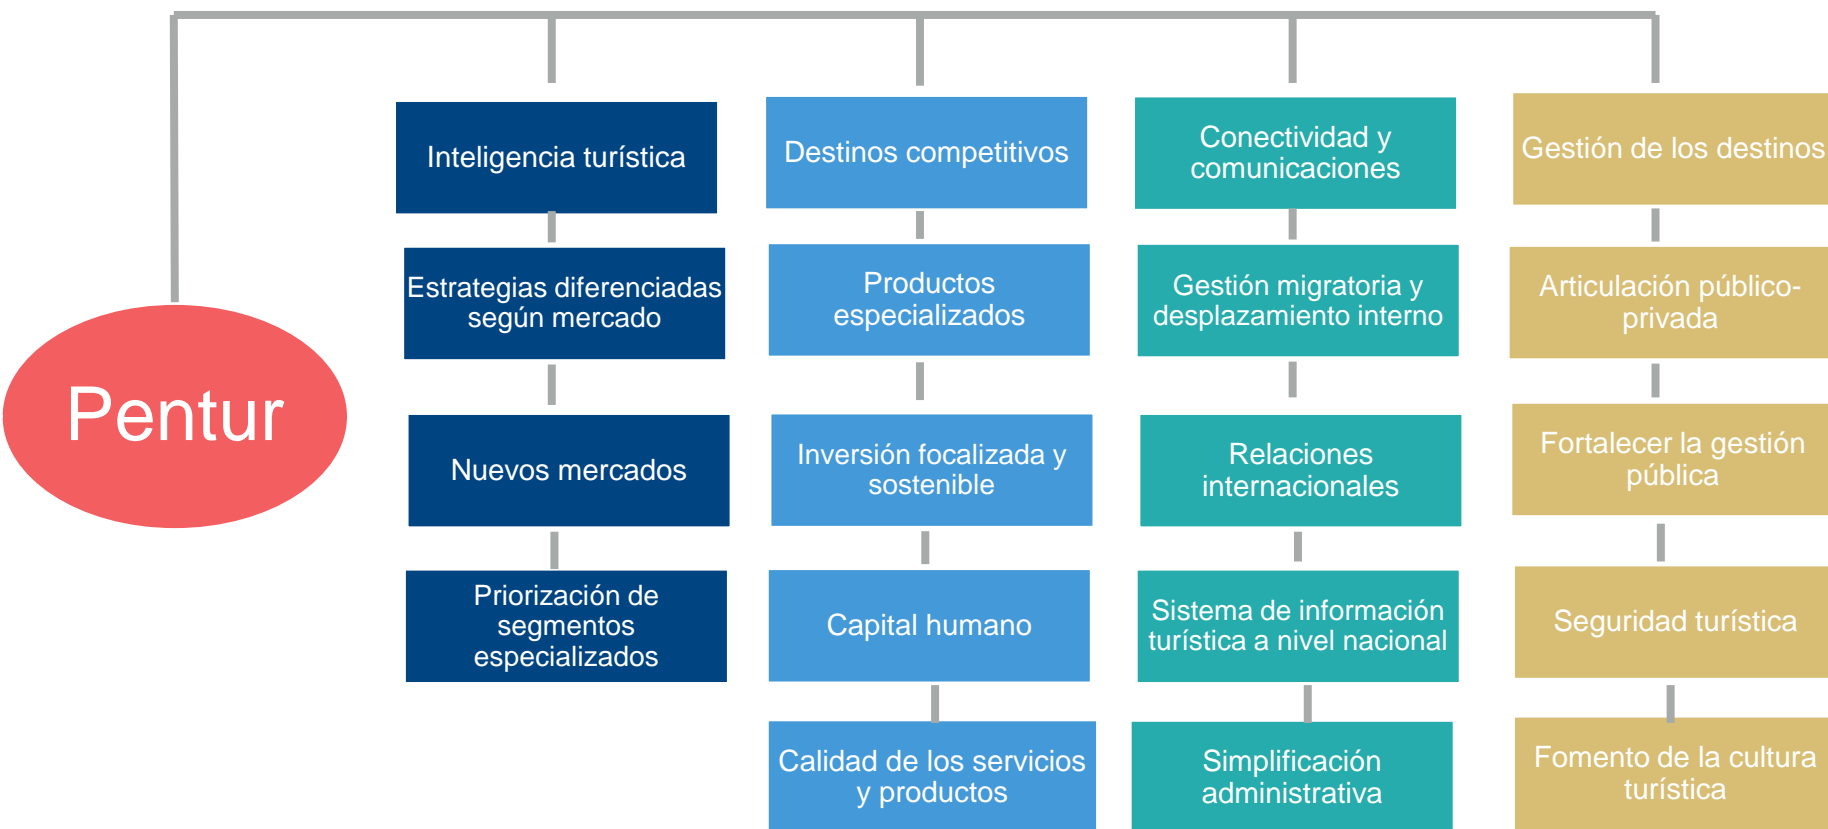 Pentur
Inteligencia turística
Estrategias diferenciadas
según mercado
Nuevos mercados
Priorización de
segmentos
especializados
Destinos competitivos
Productos
especializados
Inversión focalizada y
sostenible
Capital humano
Calidad de los servicios
y productos
Conectividad y
comunicaciones
Gestión migratoria y
desplazamiento interno
Relaciones
internacionales
Sistema de información
turística a nivel nacional
Simplificación
administrativa
Gestión de los destinos
Articulación público-
privada
Fortalecer la gestión
pública
Seguridad turística
Fomento de la cultura
turística